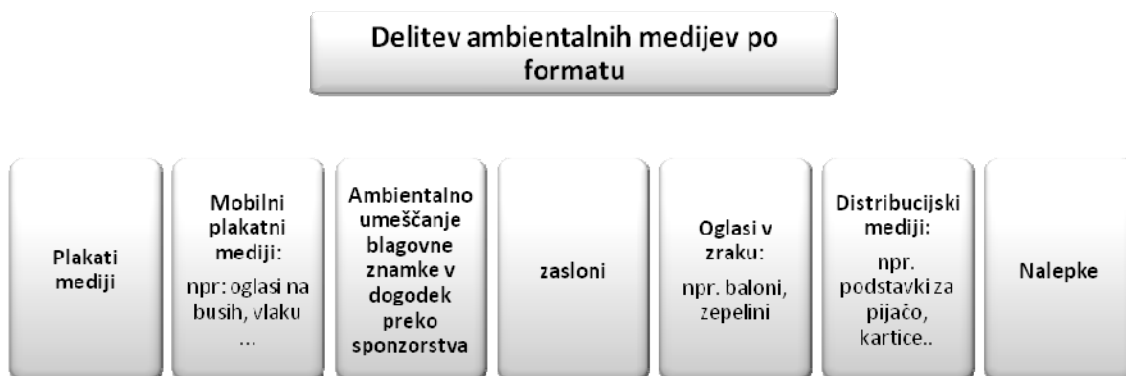 Delitev ambientalnih medijev po
formatu
Plakati
mediji
Mobilni
plakatni
mediji:
npr: oglasi na
busih, vlaku
...
Ambientalno
umeščanje
blagovne
znamke v
dogodek
preko
sponzorstva
zasloni
Oglasi v
zraku:
npr. baloni,
zepelini
Distribucijski
mediji:
npr.
podstavki za
pijačo,
kartice..
Nalepke